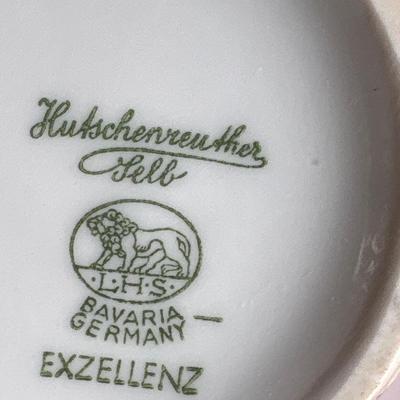 Hutschenreuther
Selb
L·H·S·
BAVARIA
GERMANY
EXZELLENZ